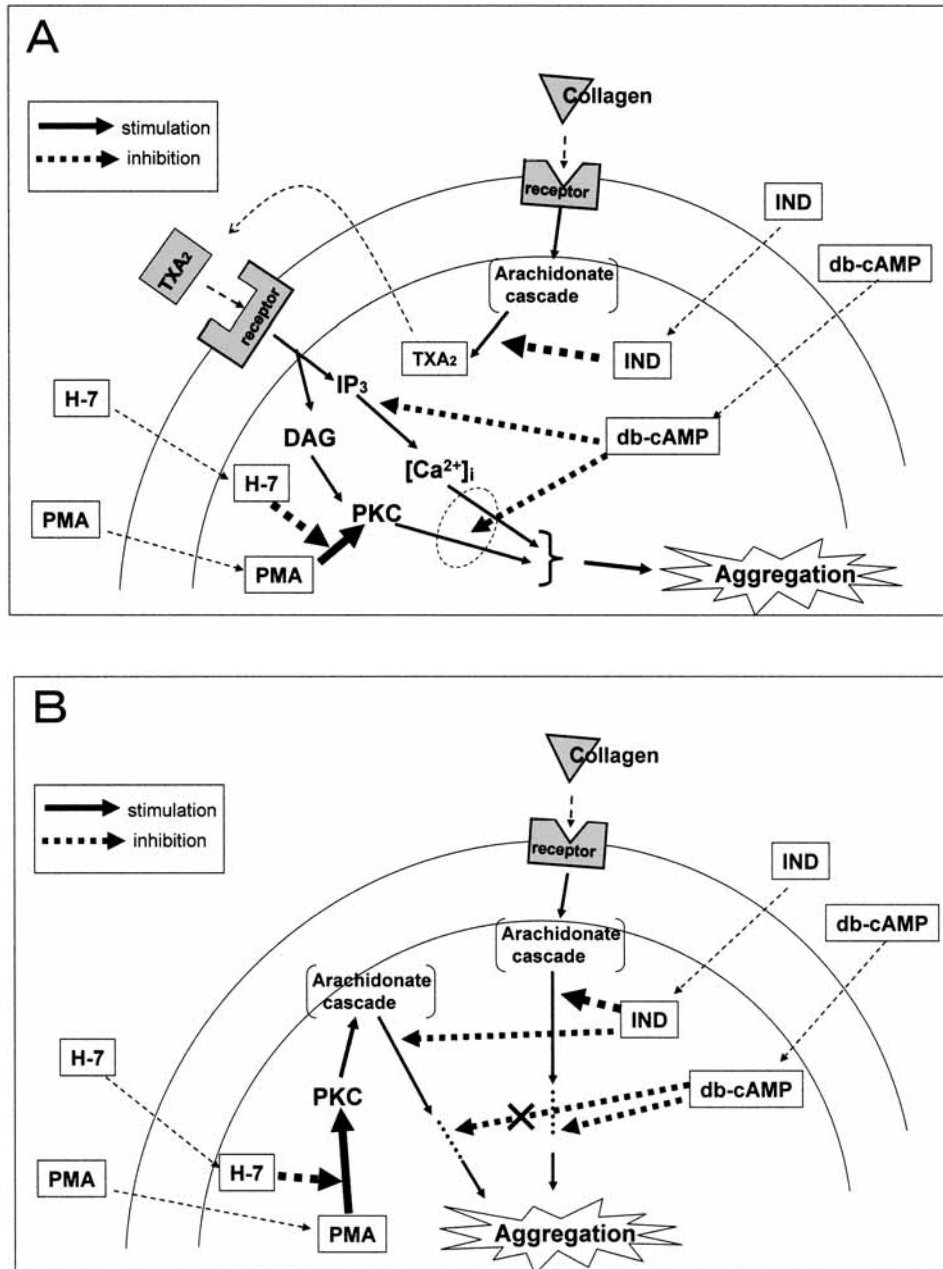 A
stimulation
inhibition
Collagen
receptor
IND
db-cAMP
TXA₂
receptor
Arachidonate
cascade
TXA₂
IND
H-7
IP₃
DAG
db-cAMP
[Ca²⁺]ᵢ
H-7
PKC
PMA
PMA
Aggregation
B
stimulation
inhibition
Collagen
receptor
IND
db-cAMP
Arachidonate
cascade
Arachidonate
cascade
IND
H-7
PKC
db-cAMP
H-7
PMA
PMA
Aggregation